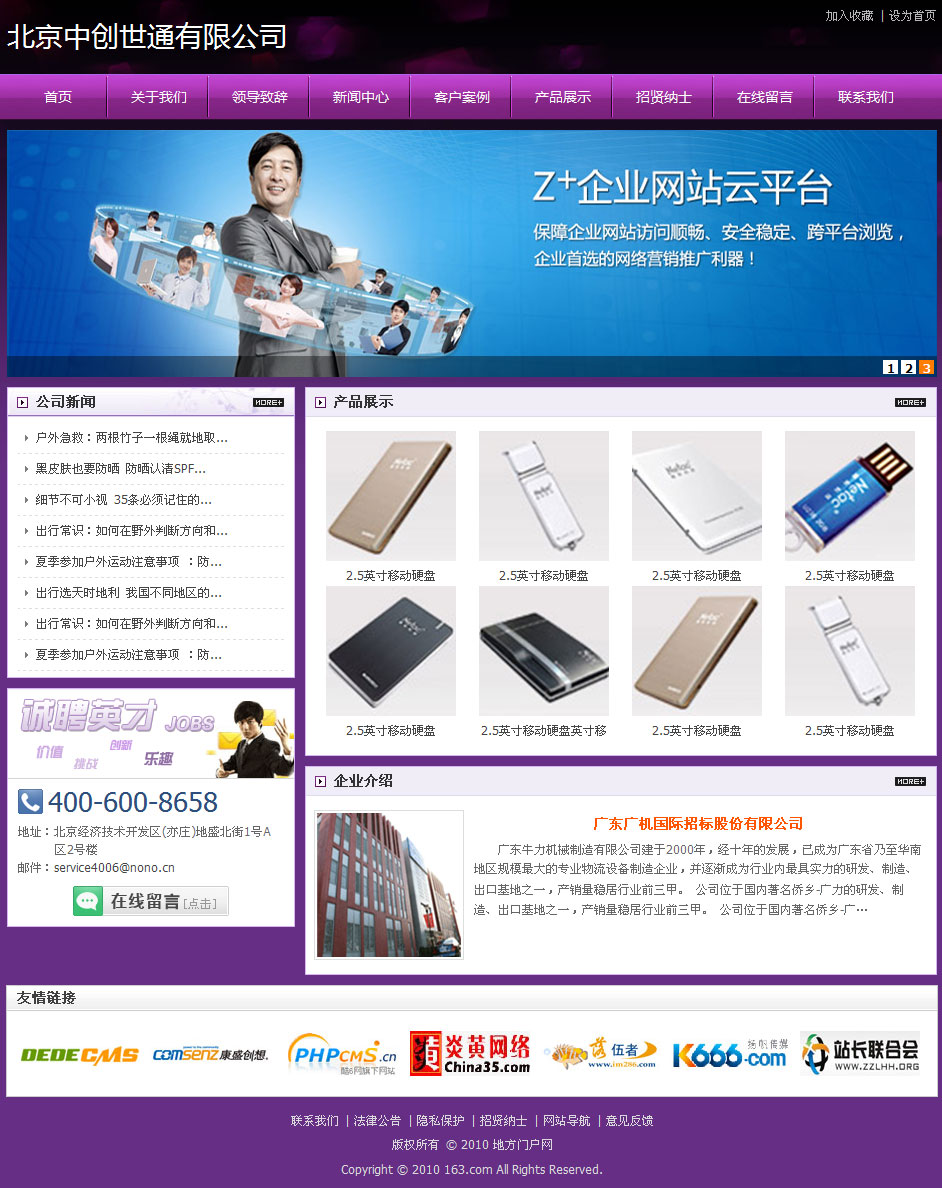 加入收藏 | 设为首页
北京中创世通有限公司
首页 关于我们 领导致辞 新闻中心 客户案例 产品展示 招贤纳士 在线留言 联系我们
Z+企业网站云平台
保障企业网站访问顺畅、安全稳定、跨平台浏览，
企业首选的网络营销推广利器！
1 2 3
公司新闻 MORE+
户外急救：两根竹子一根绳就地取...
黑皮肤也要防晒 防晒认清SPF...
细节不可小视 35条必须记住的...
出行常识：如何在野外判断方向和...
夏季参加户外运动注意事项 ：防...
出行选天时地利 我国不同地区的...
出行常识：如何在野外判断方向和...
夏季参加户外运动注意事项 ：防...
诚聘英才 JOBS
价值 创新
挑战 乐趣
400-600-8658
地址：北京经济技术开发区(亦庄)地盛北街1号A
区2号楼
邮件：service4006@nono.cn
在线留言 [点击]
产品展示 MORE+
Netac Netac Netac Netac
2.5英寸移动硬盘 2.5英寸移动硬盘 2.5英寸移动硬盘 2.5英寸移动硬盘
Netac Netac Netac
2.5英寸移动硬盘 2.5英寸移动硬盘英寸移 2.5英寸移动硬盘 2.5英寸移动硬盘
企业介绍 MORE+
广东广机国际招标股份有限公司
广东牛力机械制造有限公司建于2000年，经十年的发展，已成为广东省乃至华南
地区规模最大的专业物流设备制造企业，并逐渐成为行业内最具实力的研发、制造、
出口基地之一，产销量稳居行业前三甲。 公司位于国内著名侨乡-广力的研发、制
造、出口基地之一，产销量稳居行业前三甲。 公司位于国内著名侨乡-广…
友情链接
DEDECMS COMSENZ 康盛创想 PHPCMS.cn 酷6网旗下网站 炎黄网络 China35.com 落伍者 www.im286.com K666.com 扬帆传媒 站长联合会 WWW.ZZLHH.ORG
联系我们 | 法律公告 | 隐私保护 | 招贤纳士 | 网站导航 | 意见反馈
版权所有 © 2010 地方门户网
Copyright © 2010 163.com All Rights Reserved.